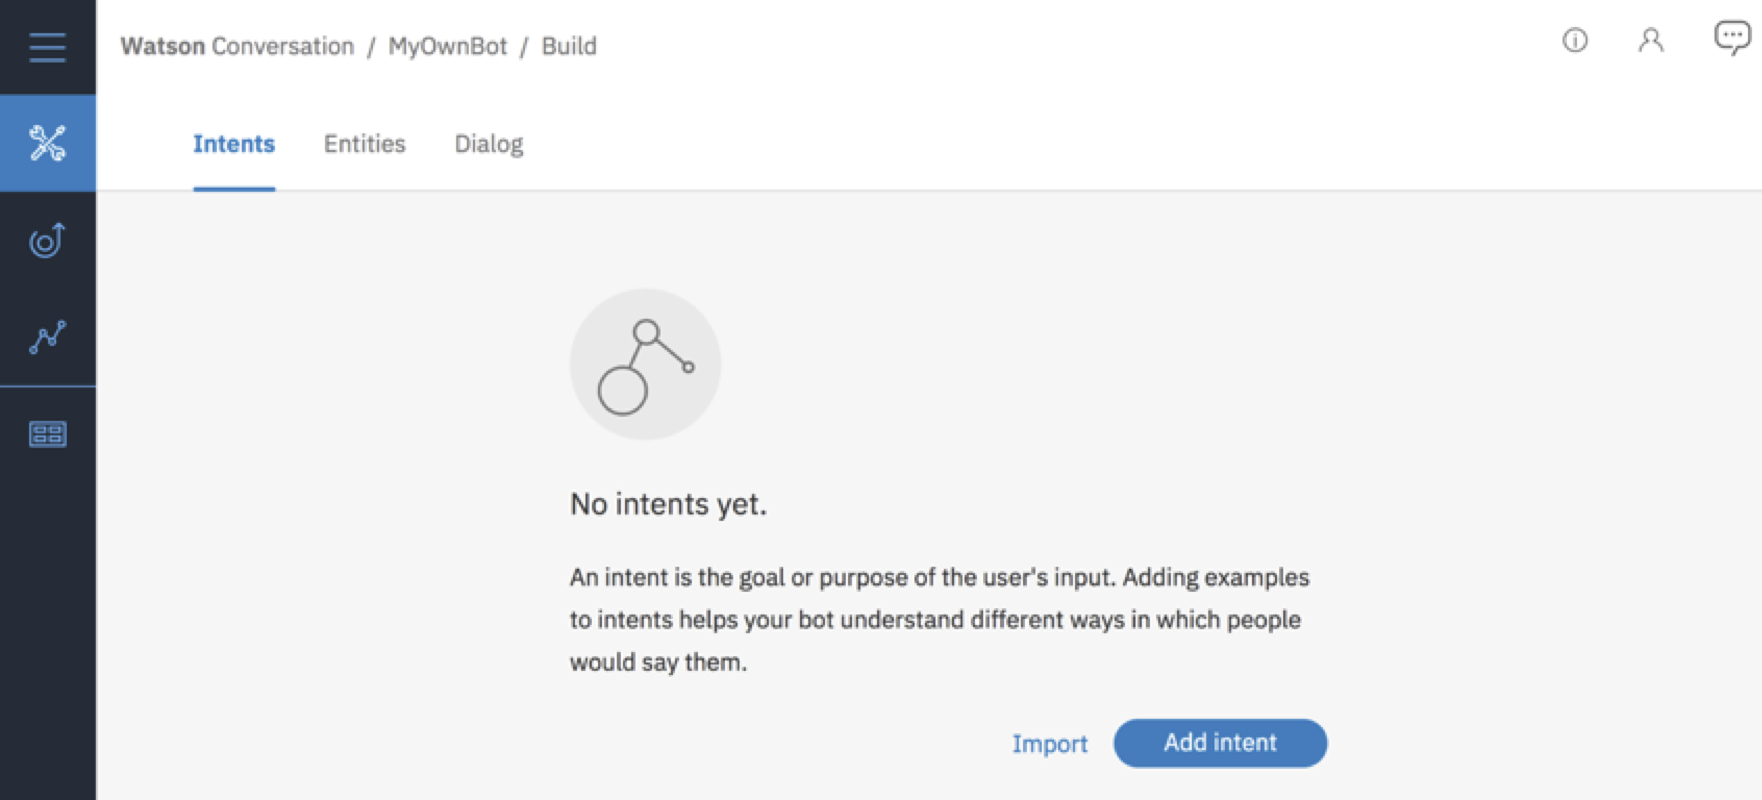 Watson Conversation / MyOwnBot / Build
Intents Entities Dialog
No intents yet.
An intent is the goal or purpose of the user's input. Adding examples
to intents helps your bot understand different ways in which people
would say them.
Import Add intent